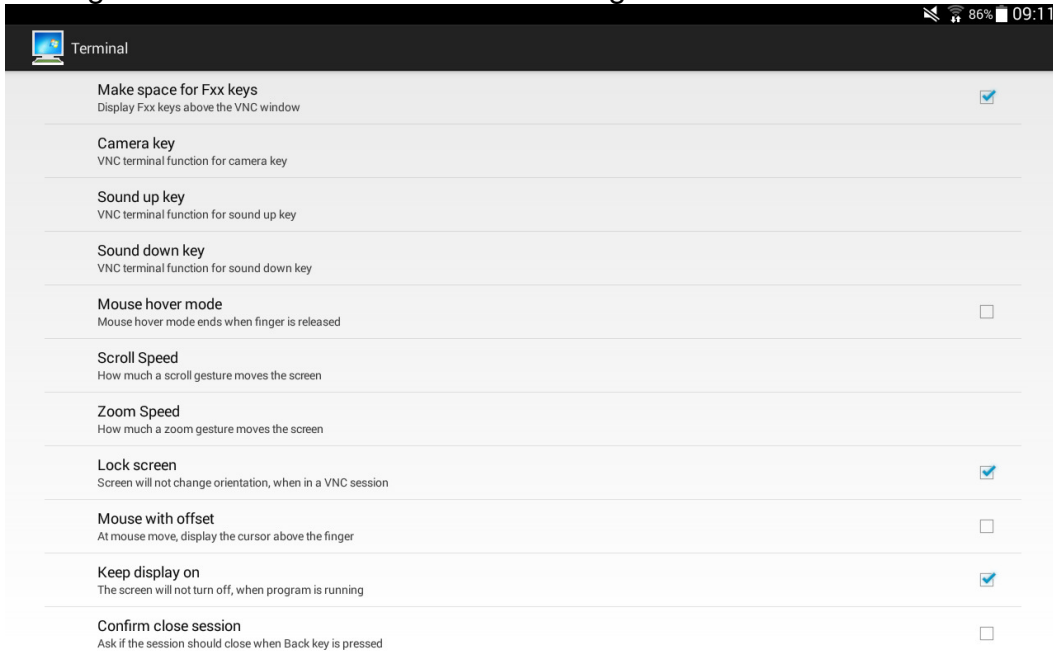 86% 09:11
Terminal
Make space for Fxx keys
Display Fxx keys above the VNC window
Camera key
VNC terminal function for camera key
Sound up key
VNC terminal function for sound up key
Sound down key
VNC terminal function for sound down key
Mouse hover mode
Mouse hover mode ends when finger is released
Scroll Speed
How much a scroll gesture moves the screen
Zoom Speed
How much a zoom gesture moves the screen
Lock screen
Screen will not change orientation, when in a VNC session
Mouse with offset
At mouse move, display the cursor above the finger
Keep display on
The screen will not turn off, when program is running
Confirm close session
Ask if the session should close when Back key is pressed